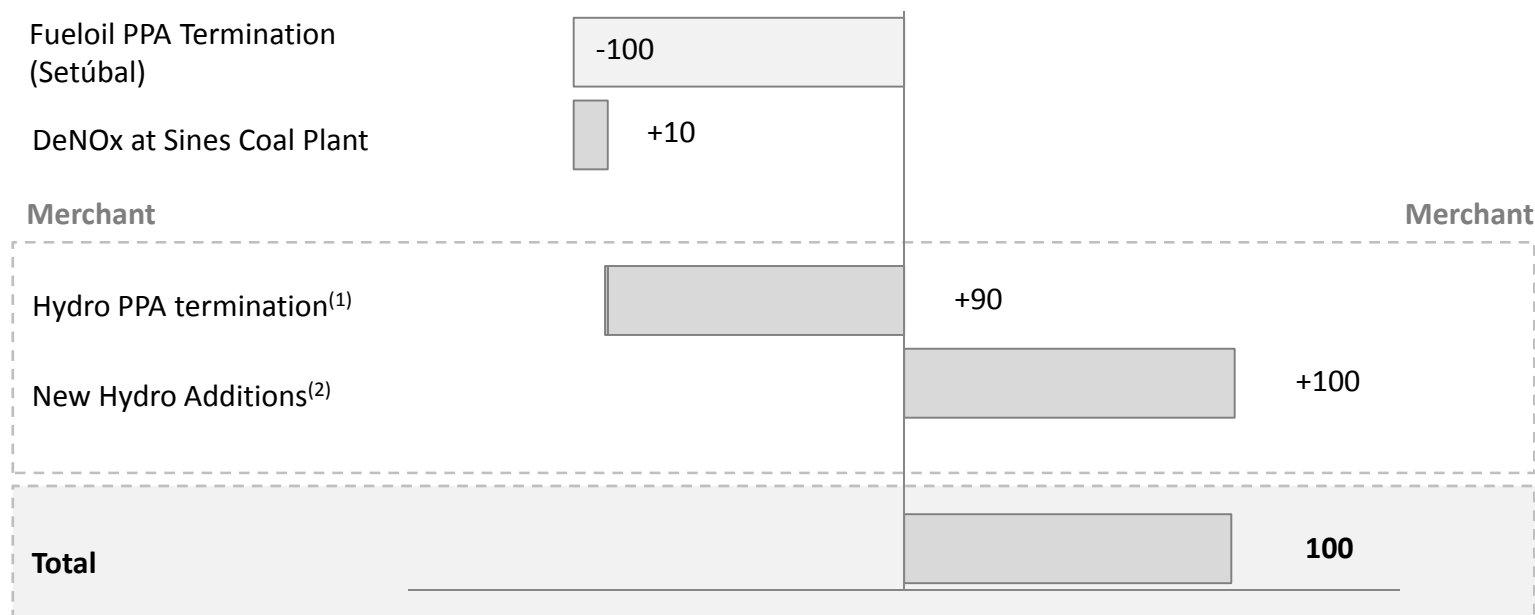 Fueloil PPA Termination
(Setúbal)
-100
DeNOx at Sines Coal Plant
+10
Merchant
Merchant
Hydro PPA termination(1)
+90
New Hydro Additions(2)
+100
Total
100